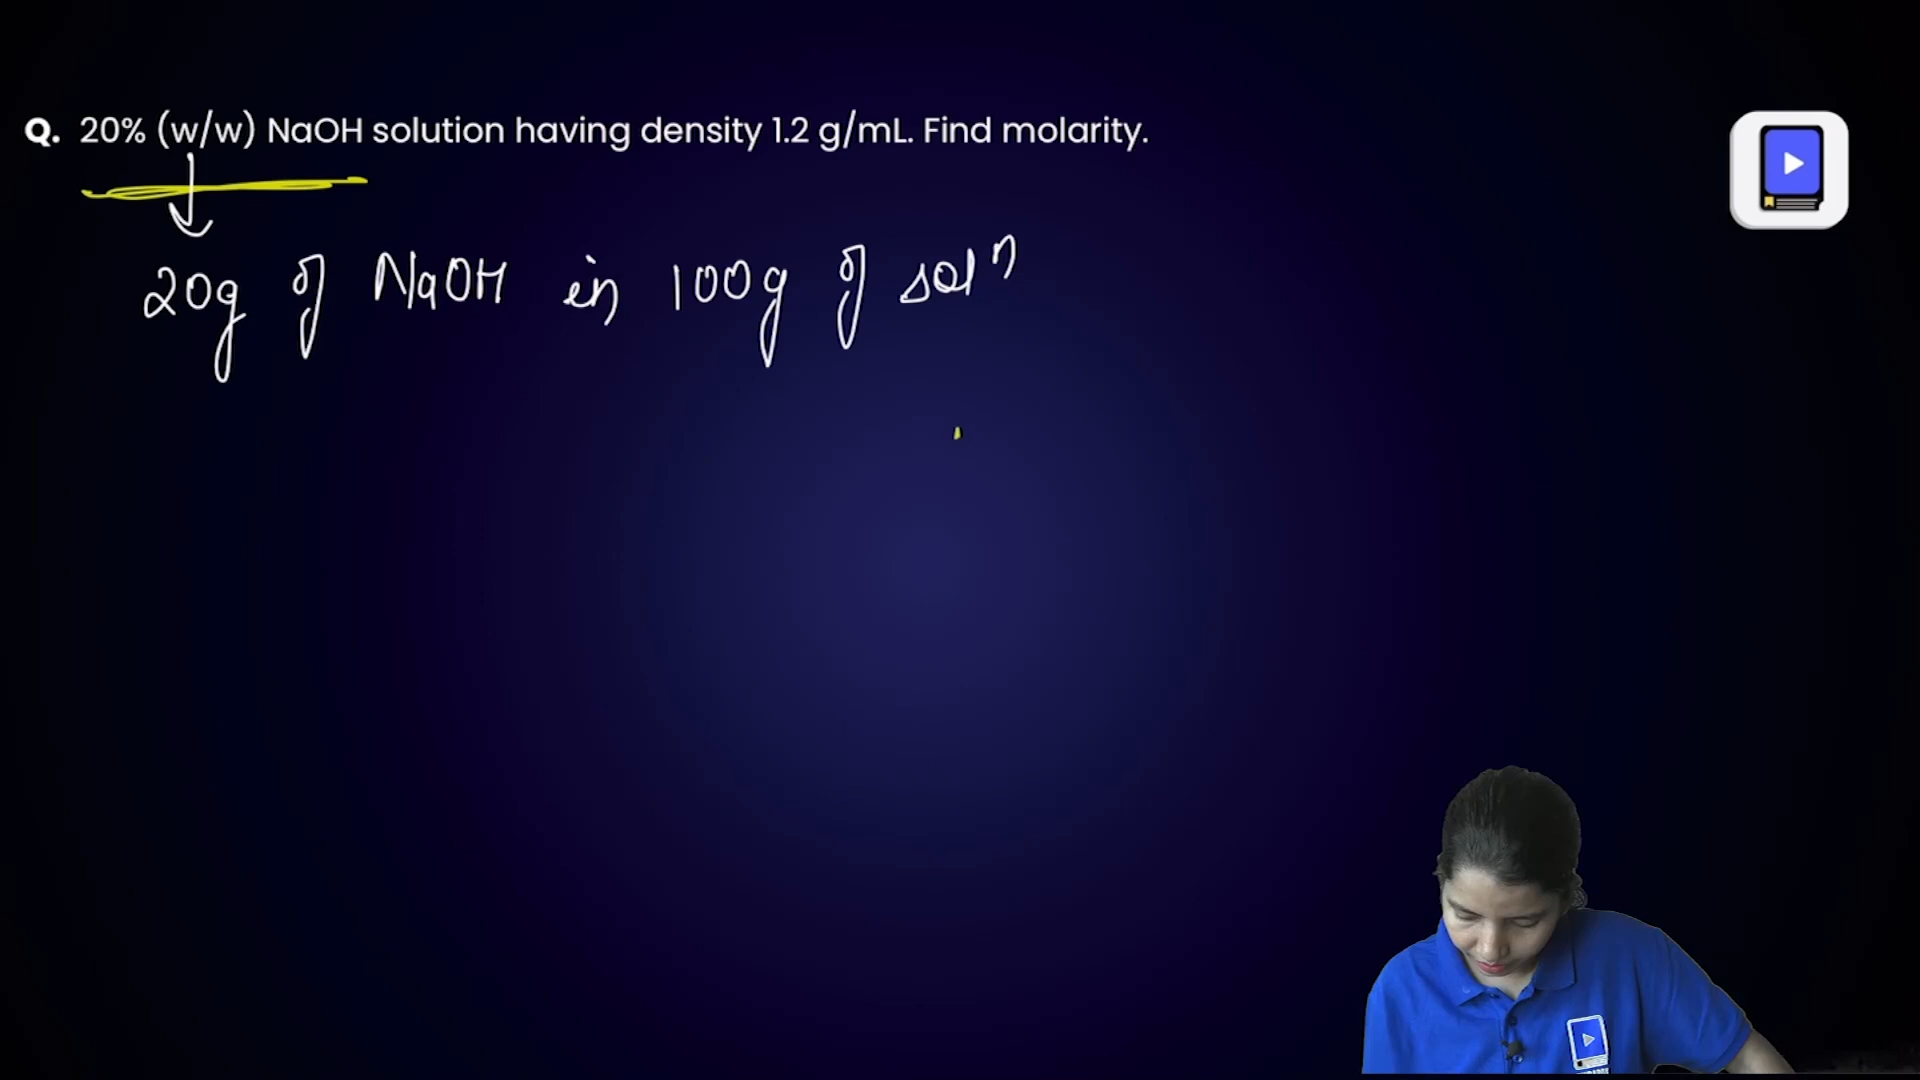 Q. 20% (w/w) NaOH solution having density 1.2 g/mL. Find molarity.
20g of NaOH in 100g of solⁿ